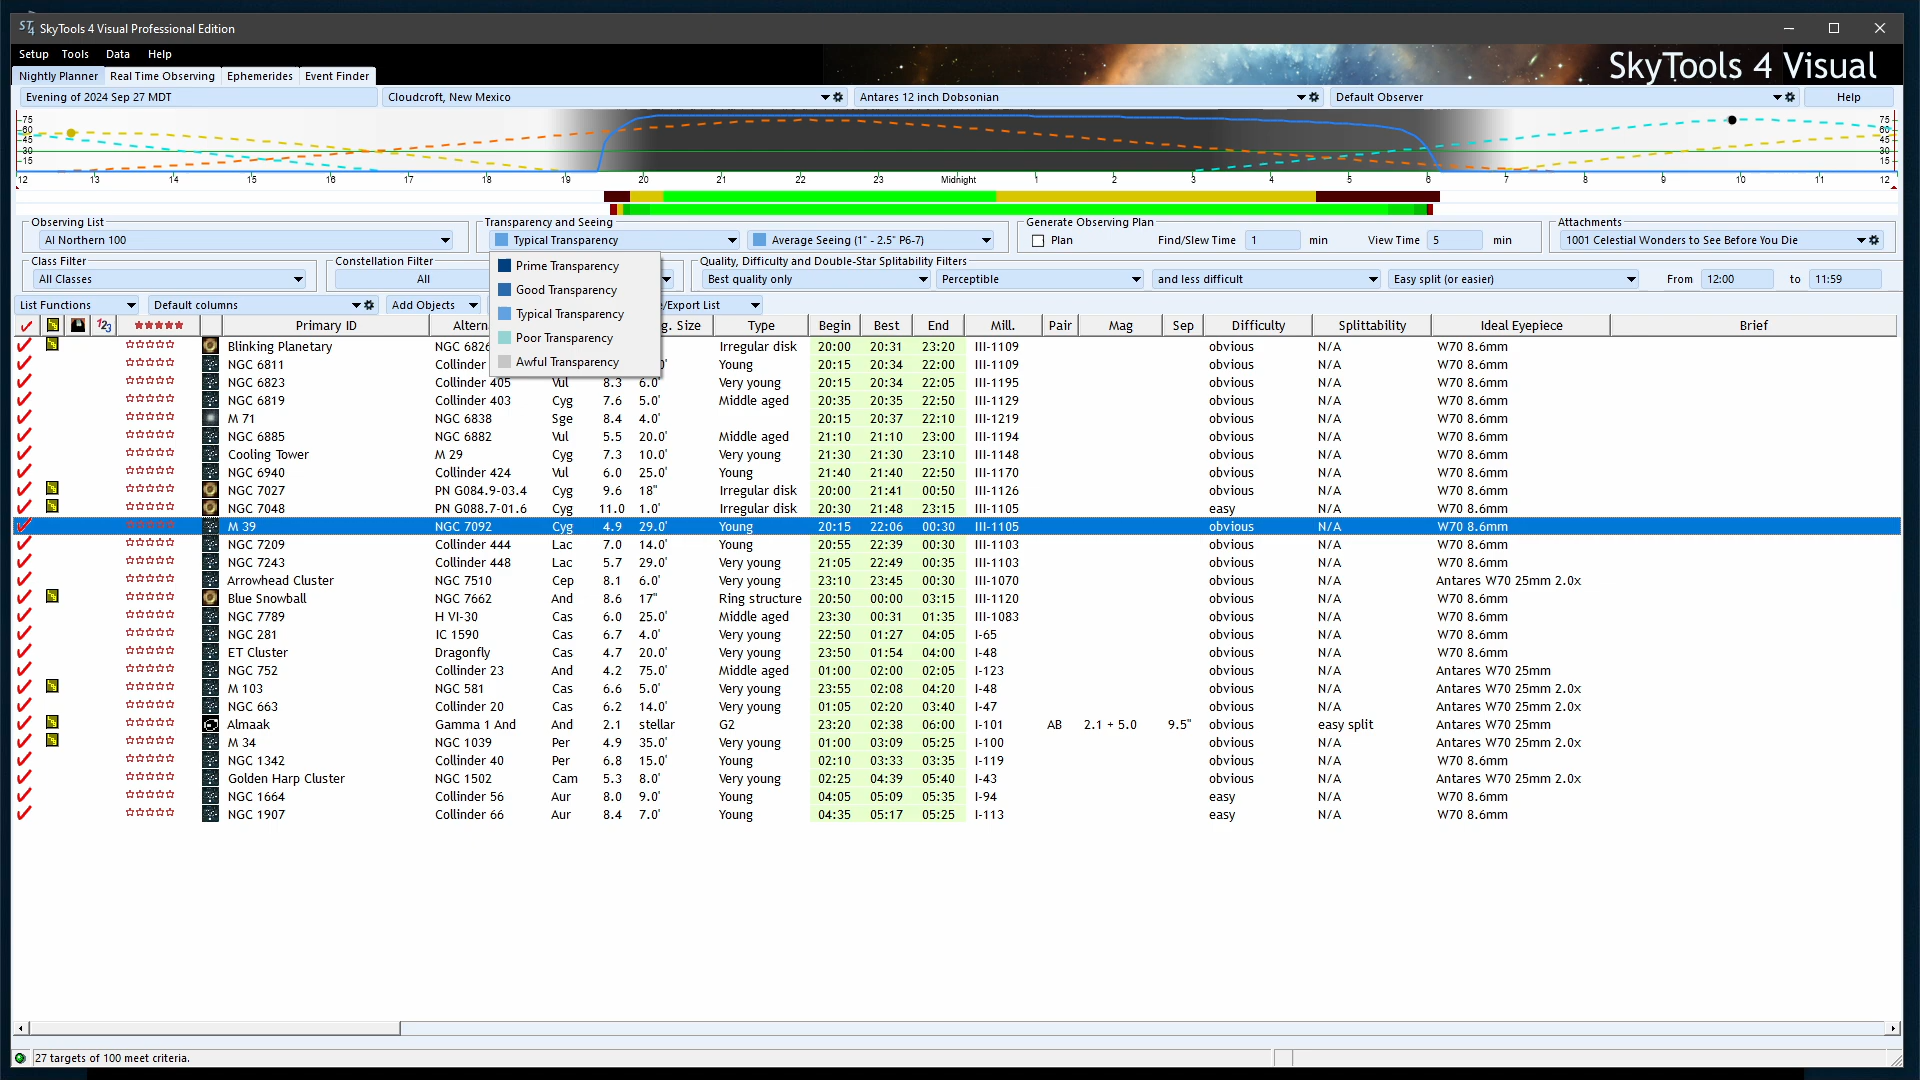 SkyTools 4 Visual Professional Edition
Setup Tools Data Help
SkyTools 4 Visual
Nightly Planner Real Time Observing Ephemerides Event Finder
Evening of 2024 Sep 27 MDT Cloudcroft, New Mexico Antares 12 inch Dobsonian Default Observer Help
75 75
60 60
45 45
30 30
15 15
12 13 14 15 16 17 18 19 20 21 22 23 Midnight 1 2 3 4 5 6 7 8 9 10 11 12
Observing List Transparency and Seeing Generate Observing Plan Attachments
AI Northern 100 Typical Transparency Average Seeing (1" - 2.5" P6-7) Plan Find/Slew Time 1 min View Time 5 min 1001 Celestial Wonders to See Before You Die
Class Filter Constellation Filter Quality, Difficulty and Double-Star Splitability Filters
All Classes All Best quality only Perceptible and less difficult Easy split (or easier) From 12:00 to 11:59
Prime Transparency
Good Transparency
Typical Transparency
Poor Transparency
Awful Transparency
List Functions Default columns Add Objects /Export List
123 Primary ID Altern g. Size Type Begin Best End Mill. Pair Mag Sep Difficulty Splittability Ideal Eyepiece Brief
Blinking Planetary NGC 6826 Irregular disk 20:00 20:31 23:20 III-1109 obvious N/A W70 8.6mm
NGC 6811 Collinder 0' Young 20:15 20:34 22:00 III-1109 obvious N/A W70 8.6mm
NGC 6823 Collinder 405 Vul 8.3 6.0' Very young 20:15 20:34 22:05 III-1195 obvious N/A W70 8.6mm
NGC 6819 Collinder 403 Cyg 7.6 5.0' Middle aged 20:35 20:35 22:50 III-1129 obvious N/A W70 8.6mm
M 71 NGC 6838 Sge 8.4 4.0' 20:15 20:37 22:10 III-1219 obvious N/A W70 8.6mm
NGC 6885 NGC 6882 Vul 5.5 20.0' Middle aged 21:10 21:10 23:00 III-1194 obvious N/A W70 8.6mm
Cooling Tower M 29 Cyg 7.3 10.0' Very young 21:30 21:30 23:10 III-1148 obvious N/A W70 8.6mm
NGC 6940 Collinder 424 Vul 6.0 25.0' Young 21:40 21:40 22:50 III-1170 obvious N/A W70 8.6mm
NGC 7027 PN G084.9-03.4 Cyg 9.6 18" Irregular disk 20:00 21:41 00:50 III-1126 obvious N/A W70 8.6mm
NGC 7048 PN G088.7-01.6 Cyg 11.0 1.0' Irregular disk 20:30 21:48 23:15 III-1105 easy N/A W70 8.6mm
M 39 NGC 7092 Cyg 4.9 29.0' Young 20:15 22:06 00:30 III-1105 obvious N/A W70 8.6mm
NGC 7209 Collinder 444 Lac 7.0 14.0' Young 20:55 22:39 00:30 III-1103 obvious N/A W70 8.6mm
NGC 7243 Collinder 448 Lac 5.7 29.0' Very young 21:05 22:49 00:35 III-1103 obvious N/A W70 8.6mm
Arrowhead Cluster NGC 7510 Cep 8.1 6.0' Very young 23:10 23:45 00:30 III-1070 obvious N/A Antares W70 25mm 2.0x
Blue Snowball NGC 7662 And 8.6 17" Ring structure 20:50 00:00 03:15 III-1120 obvious N/A W70 8.6mm
NGC 7789 H VI-30 Cas 6.0 25.0' Middle aged 23:30 00:31 01:35 III-1083 obvious N/A W70 8.6mm
NGC 281 IC 1590 Cas 6.7 4.0' Very young 22:50 01:27 04:05 I-65 obvious N/A W70 8.6mm
ET Cluster Dragonfly Cas 4.7 20.0' Very young 23:50 01:54 04:00 I-48 obvious N/A W70 8.6mm
NGC 752 Collinder 23 And 4.2 75.0' Middle aged 01:00 02:00 02:05 I-123 obvious N/A Antares W70 25mm
M 103 NGC 581 Cas 6.6 5.0' Very young 23:55 02:08 04:20 I-48 obvious N/A Antares W70 25mm 2.0x
NGC 663 Collinder 20 Cas 6.2 14.0' Very young 01:05 02:20 03:40 I-47 obvious N/A Antares W70 25mm 2.0x
Almaak Gamma 1 And And 2.1 stellar G2 23:20 02:38 06:00 I-101 AB 2.1 + 5.0 9.5" obvious easy split Antares W70 25mm
M 34 NGC 1039 Per 4.9 35.0' Very young 01:00 03:09 05:25 I-100 obvious N/A Antares W70 25mm 2.0x
NGC 1342 Collinder 40 Per 6.8 15.0' Young 02:10 03:33 03:35 I-119 obvious N/A W70 8.6mm
Golden Harp Cluster NGC 1502 Cam 5.3 8.0' Very young 02:25 04:39 05:40 I-43 obvious N/A Antares W70 25mm 2.0x
NGC 1664 Collinder 56 Aur 8.0 9.0' Young 04:05 05:09 05:35 I-94 easy N/A W70 8.6mm
NGC 1907 Collinder 66 Aur 8.4 7.0' Young 04:35 05:17 05:25 I-113 easy N/A W70 8.6mm
27 targets of 100 meet criteria.